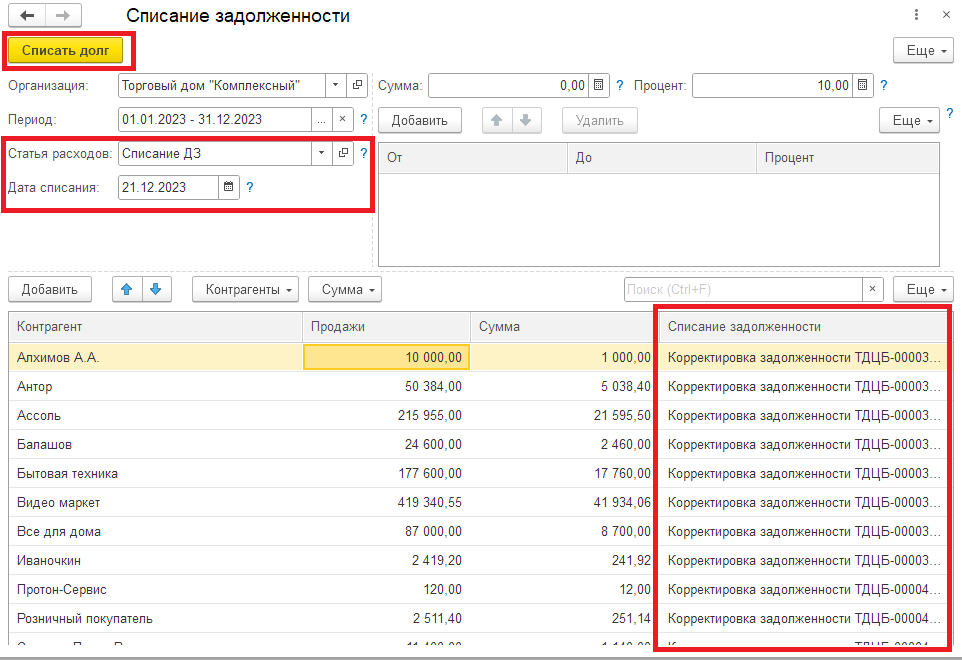 Списание задолженности
Списать долг
Еще
Организация: Торговый дом "Комплексный" Сумма: 0,00 ? Процент: 10,00 ?
Период: 01.01.2023 - 31.12.2023 ... × ? Добавить Удалить Еще ?
Статья расходов: Списание ДЗ ? От До Процент
Дата списания: 21.12.2023 ?
Добавить Контрагенты Сумма Поиск (Ctrl+F) × Еще
Контрагент Продажи Сумма Списание задолженности
Алхимов А.А. 10 000,00 1 000,00 Корректировка задолженности ТДЦБ-00003...
Антор 50 384,00 5 038,40 Корректировка задолженности ТДЦБ-00003...
Ассоль 215 955,00 21 595,50 Корректировка задолженности ТДЦБ-00003...
Балашов 24 600,00 2 460,00 Корректировка задолженности ТДЦБ-00003...
Бытовая техника 177 600,00 17 760,00 Корректировка задолженности ТДЦБ-00003...
Видео маркет 419 340,55 41 934,06 Корректировка задолженности ТДЦБ-00003...
Все для дома 87 000,00 8 700,00 Корректировка задолженности ТДЦБ-00003...
Иваночкин 2 419,20 241,92 Корректировка задолженности ТДЦБ-00003...
Протон-Сервис 120,00 12,00 Корректировка задолженности ТДЦБ-00004...
Розничный покупатель 2 511,40 251,14 Корректировка задолженности ТДЦБ-00004...